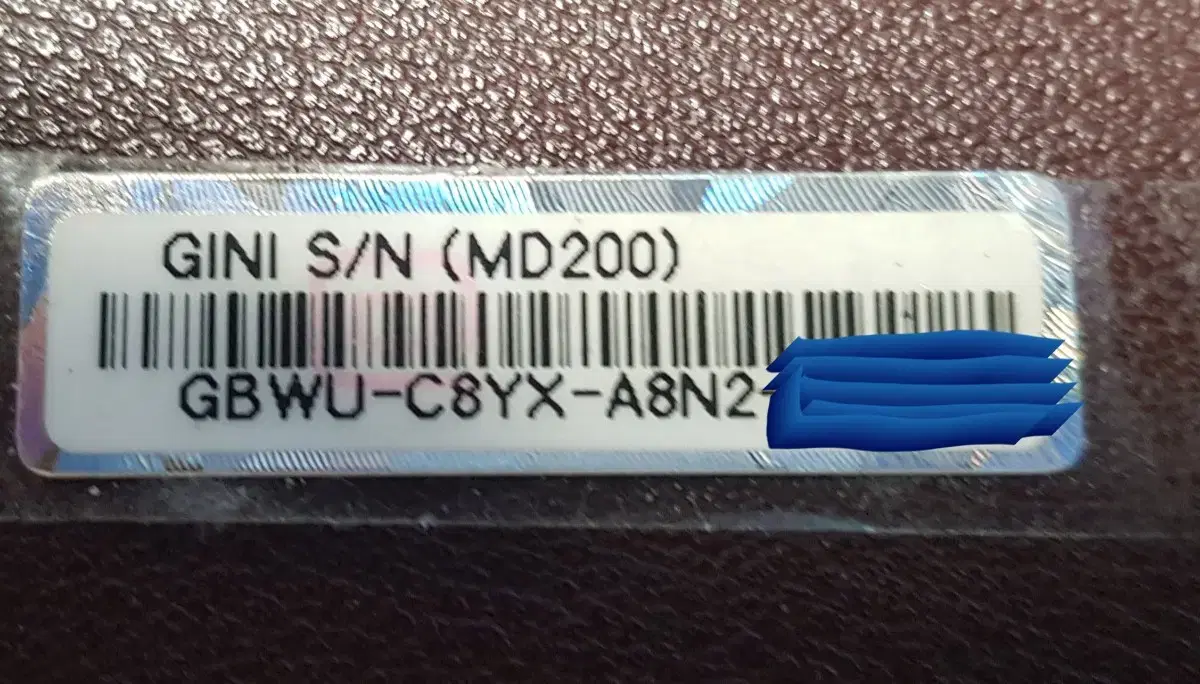 GINI S/N (MD200)
GBWU-C8YX-A8N2-